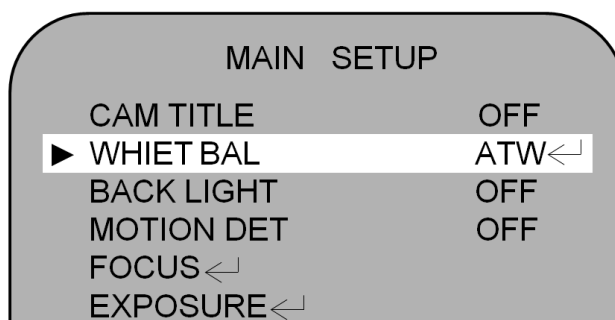 MAIN SETUP
CAM TITLE OFF
► WHIET BAL ATW↵
BACK LIGHT OFF
MOTION DET OFF
FOCUS↵
EXPOSURE↵